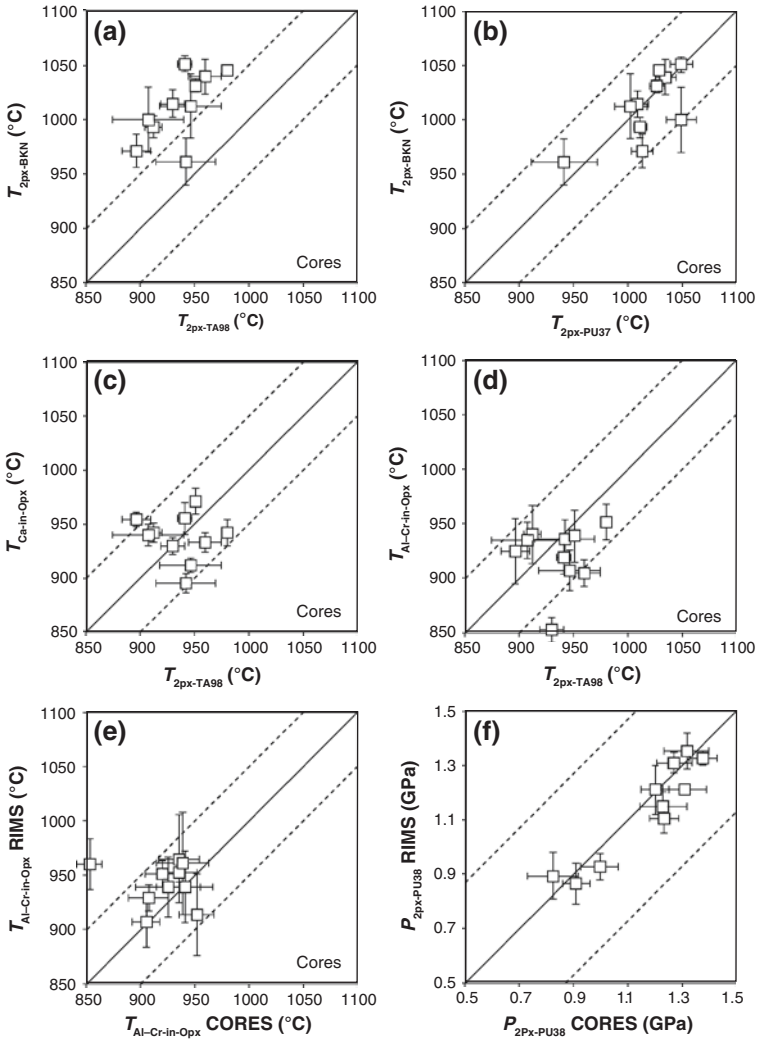 (a)
1100
1050
1000
950
900
850
T2px-BKN (°C)
Cores
850 900 950 1000 1050 1100
T2px-TA98 (°C)
(b)
1100
1050
1000
950
900
850
T2px-BKN (°C)
Cores
850 900 950 1000 1050 1100
T2px-PU37 (°C)
(c)
1100
1050
1000
950
900
850
TCa-in-Opx (°C)
Cores
850 900 950 1000 1050 1100
T2px-TA98 (°C)
(d)
1100
1050
1000
950
900
850
TAl–Cr-in-Opx (°C)
Cores
850 900 950 1000 1050 1100
T2px-TA98 (°C)
(e)
1100
1050
1000
950
900
850
TAl–Cr-in-Opx RIMS (°C)
Cores
850 900 950 1000 1050 1100
TAl–Cr-in-Opx CORES (°C)
(f)
1.5
1.3
1.1
0.9
0.7
0.5
P2px-PU38 RIMS (GPa)
0.5 0.7 0.9 1.1 1.3 1.5
P2Px-PU38 CORES (GPa)